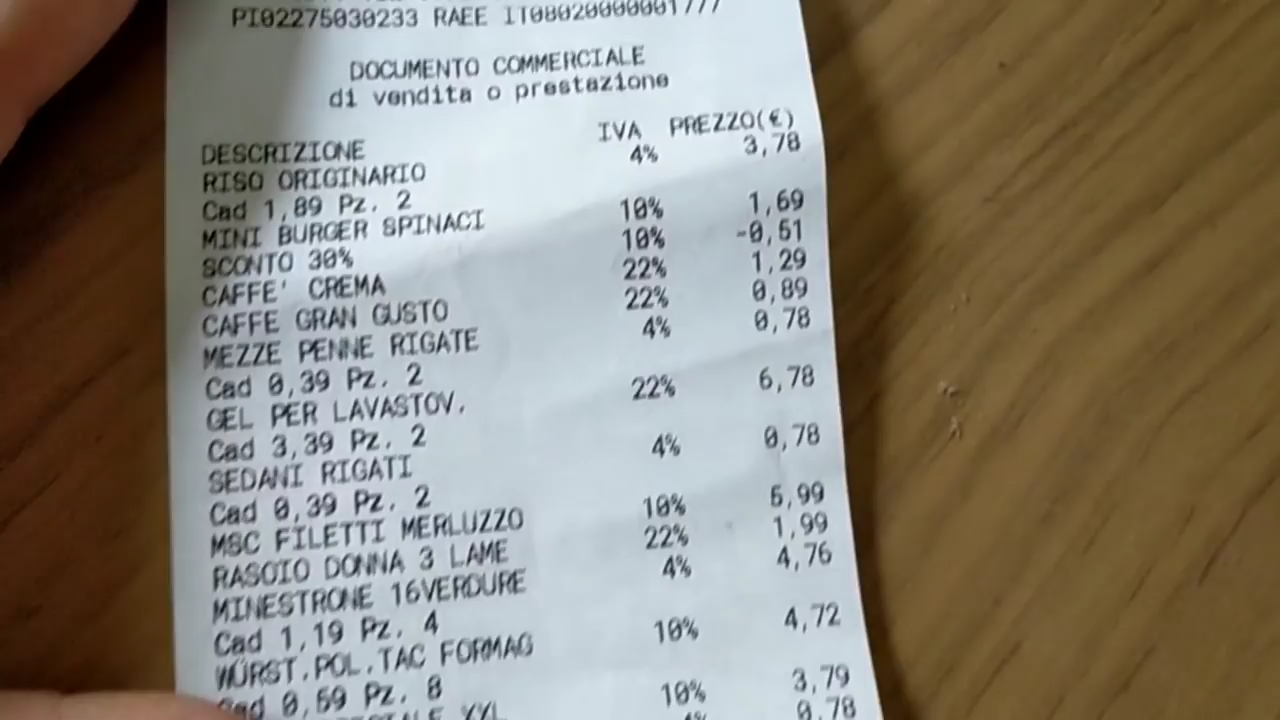 PI02275030233 RAEE IT08020000001777
DOCUMENTO COMMERCIALE
di vendita o prestazione
DESCRIZIONE IVA PREZZO(€)
RISO ORIGINARIO 4% 3,78
Cad 1,89 Pz. 2
MINI BURGER SPINACI 10% 1,69
SCONTO 30% 10% -0,51
CAFFE' CREMA 22% 1,29
CAFFE GRAN GUSTO 22% 0,89
MEZZE PENNE RIGATE 4% 0,78
Cad 0,39 Pz. 2
GEL PER LAVASTOV. 22% 6,78
Cad 3,39 Pz. 2
SEDANI RIGATI 4% 0,78
Cad 0,39 Pz. 2
MSC FILETTI MERLUZZO 10% 5,99
RASOIO DONNA 3 LAME 22% 1,99
MINESTRONE 16VERDURE 4% 4,76
Cad 1,19 Pz. 4
WÜRST.POL.TAC FORMAG 10% 4,72
Cad 0,59 Pz. 8
XXL 10% 3,79
4% 0,78